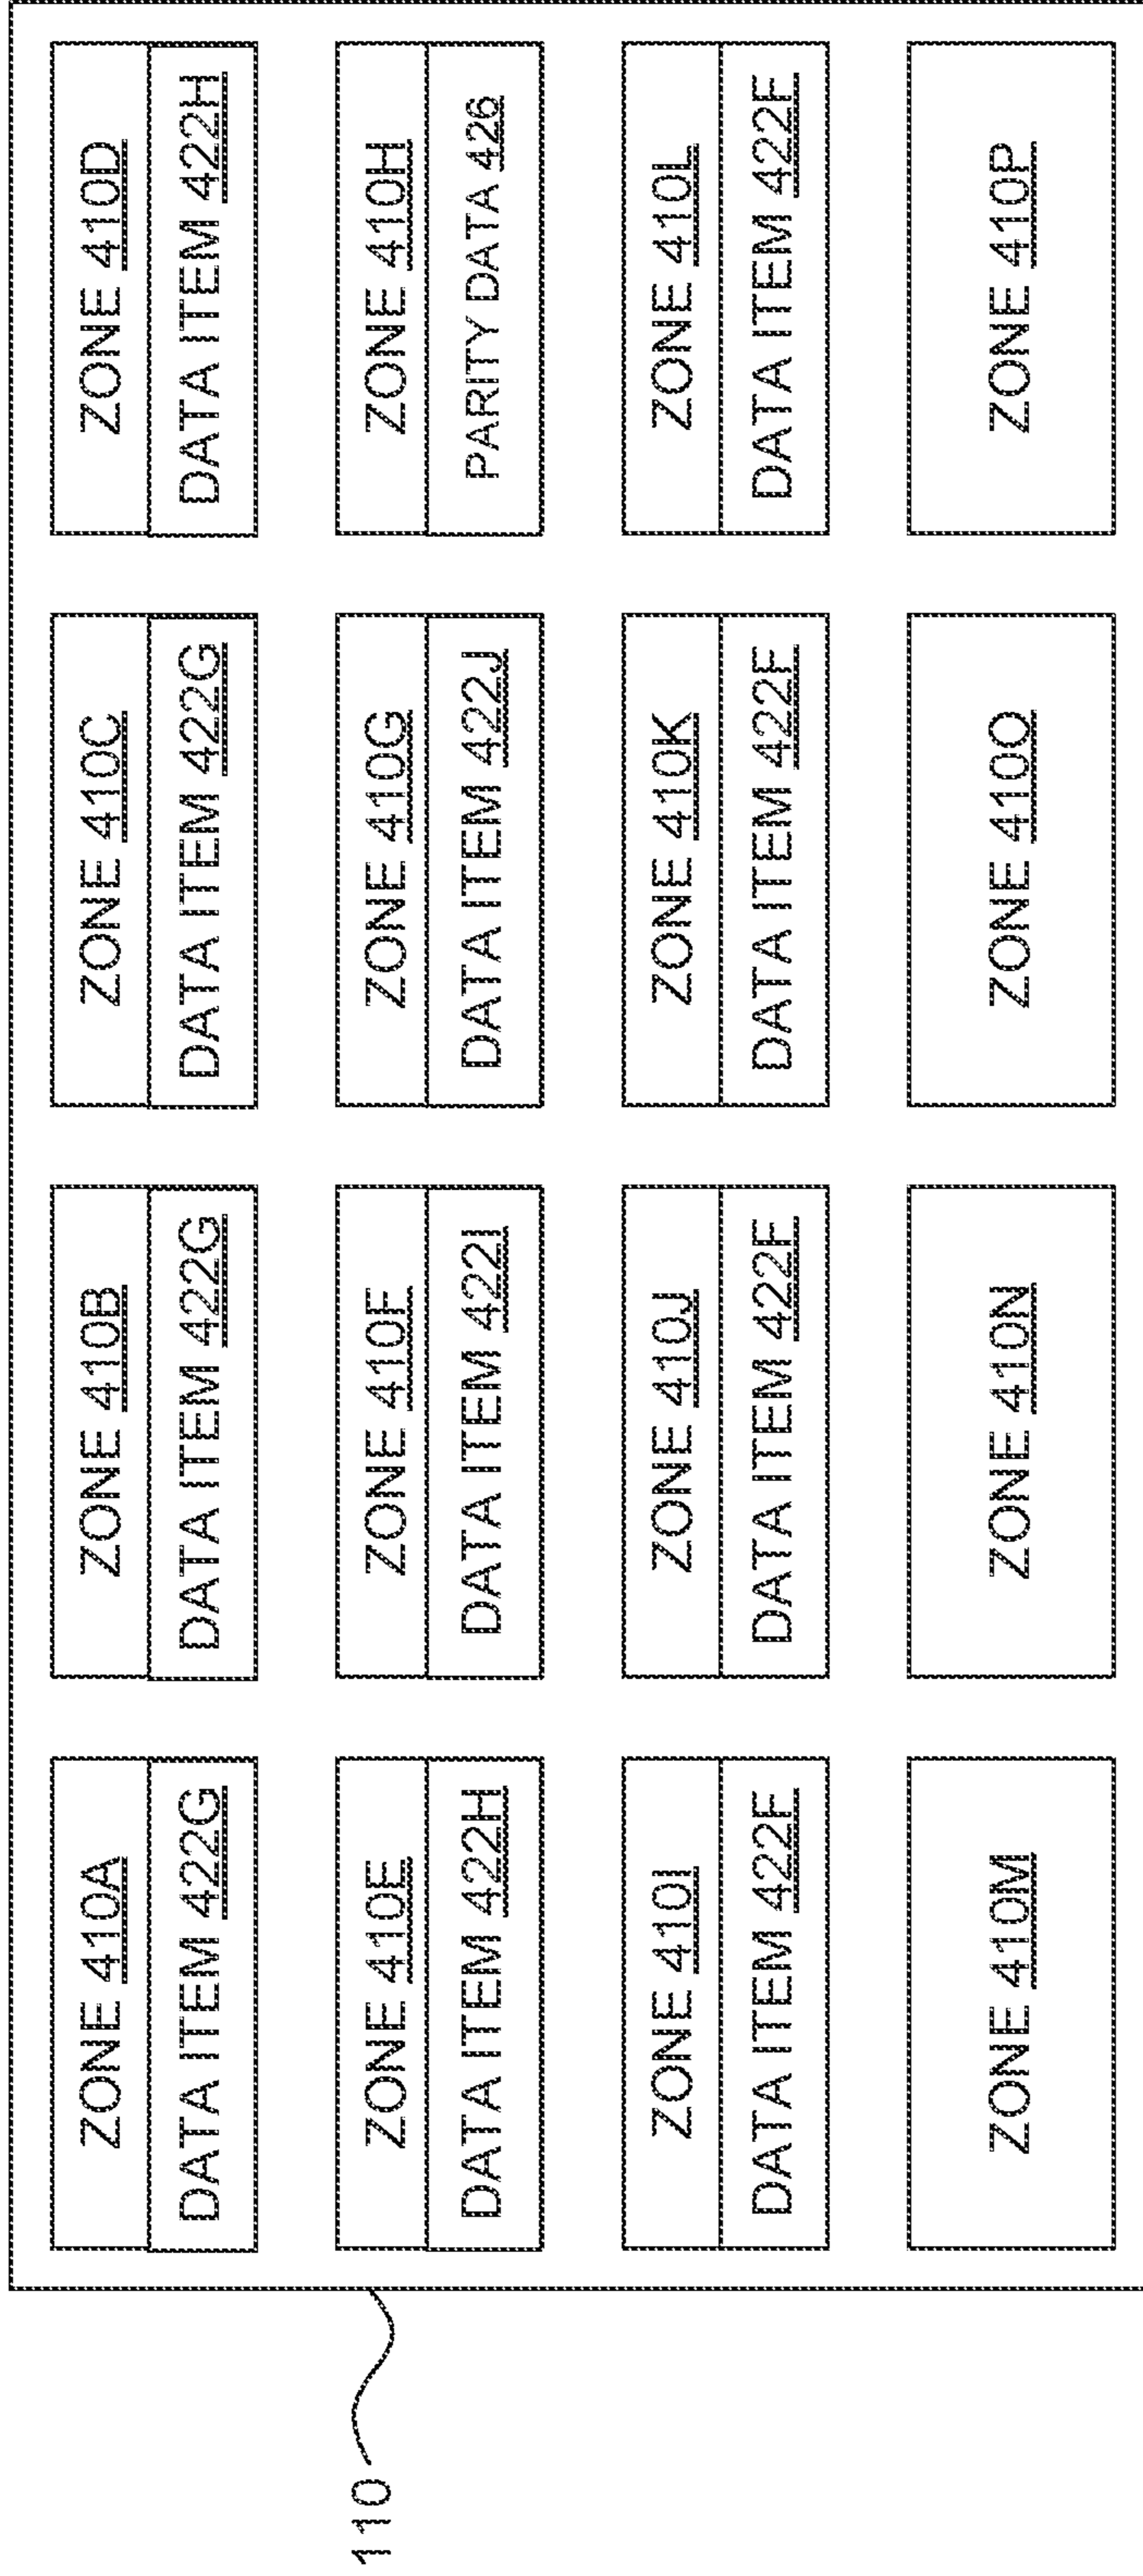 110
ZONE 410A
DATA ITEM 422G
ZONE 410B
DATA ITEM 422G
ZONE 410C
DATA ITEM 422G
ZONE 410D
DATA ITEM 422H
ZONE 410E
DATA ITEM 422H
ZONE 410F
DATA ITEM 422I
ZONE 410G
DATA ITEM 422J
ZONE 410H
PARITY DATA 426
ZONE 410I
DATA ITEM 422F
ZONE 410J
DATA ITEM 422F
ZONE 410K
DATA ITEM 422F
ZONE 410L
DATA ITEM 422F
ZONE 410M
ZONE 410N
ZONE 410O
ZONE 410P